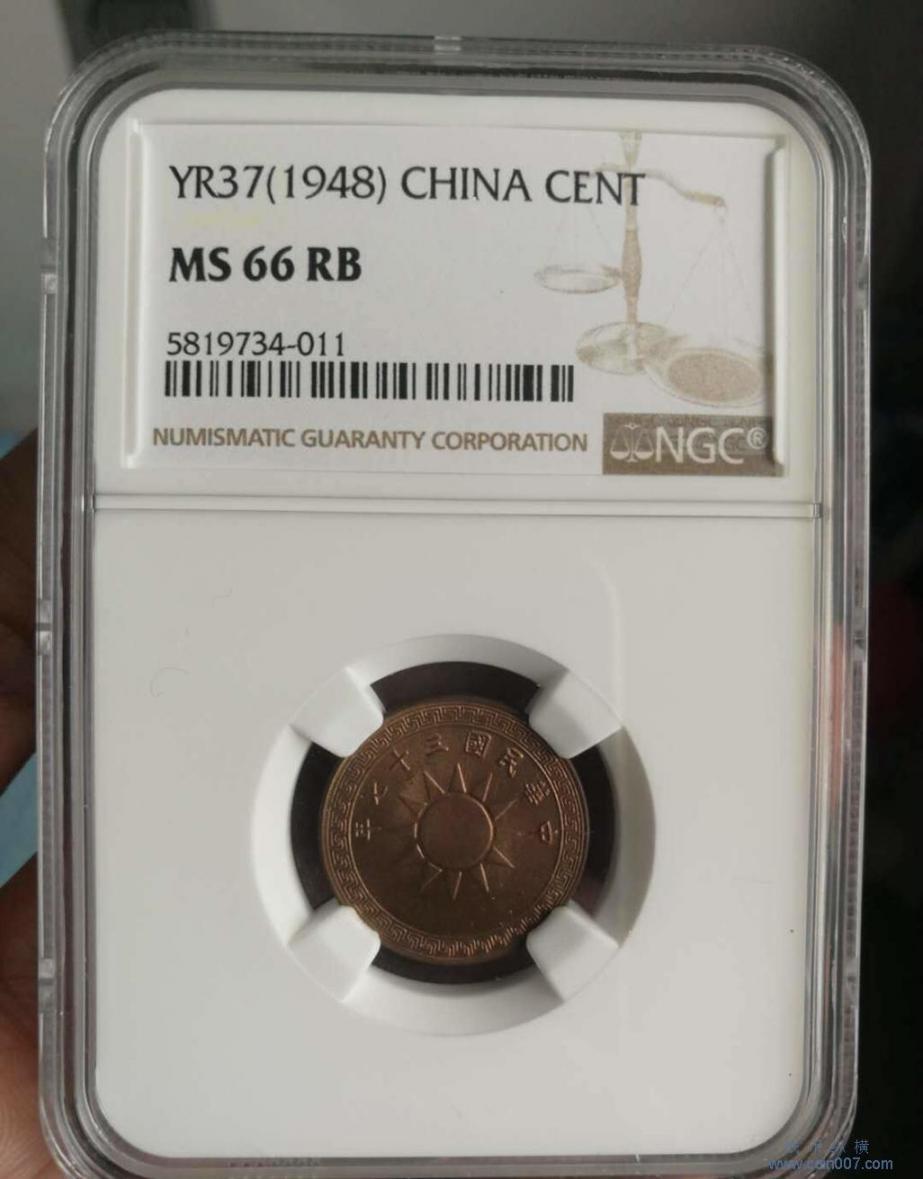 YR37(1948) CHINA CENT
MS 66 RB
5819734-011
NUMISMATIC GUARANTY CORPORATION
NGC®
年七十三國民華中
www.coin007.com